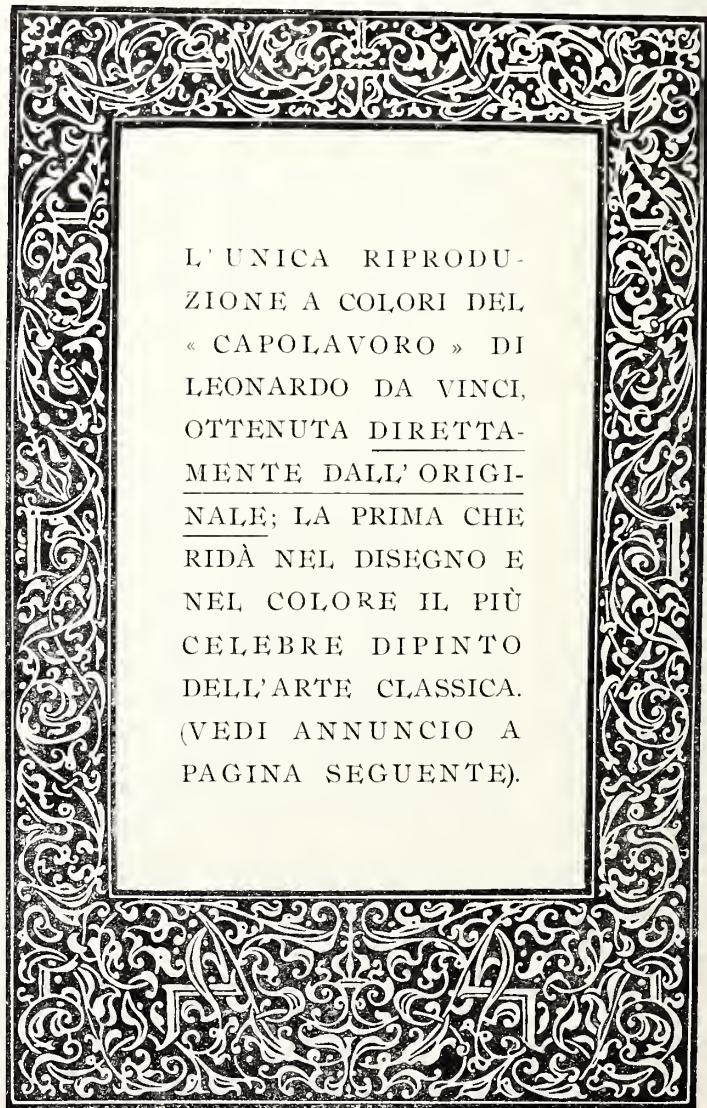 L' UNICA RIPRODU-
ZIONE A COLORI DEL
« CAPOLAVORO » DI
LEONARDO DA VINCI,
OTTENUTA DIRETTA-
MENTE DALL' ORIGI-
NALE; LA PRIMA CHE
RIDÀ NEL DISEGNO E
NEL COLORE IL PIÙ
CELEBRE DIPINTO
DELL'ARTE CLASSICA.
(VEDI ANNUNCIO A
PAGINA SEGUENTE).